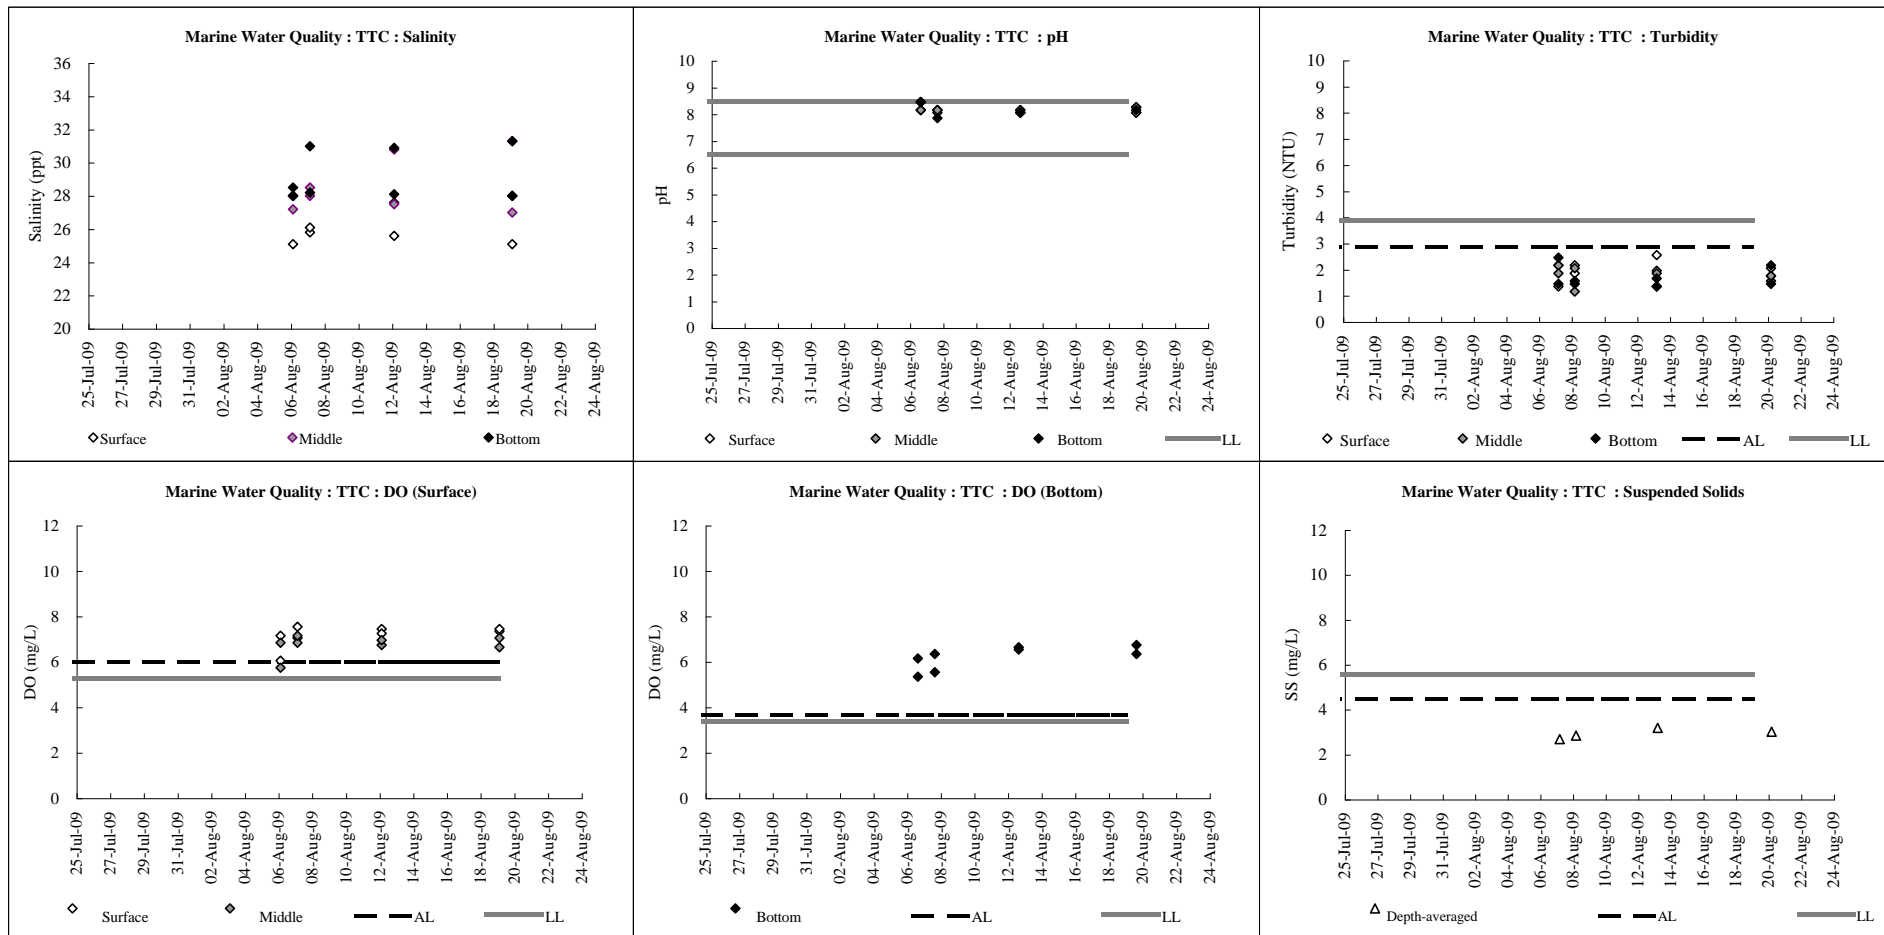 Marine Water Quality : TTC : Salinity
36
34
32
30
28
26
24
22
20
Salinity (ppt)
25-Jul-09
27-Jul-09
29-Jul-09
31-Jul-09
02-Aug-09
04-Aug-09
06-Aug-09
08-Aug-09
10-Aug-09
12-Aug-09
14-Aug-09
16-Aug-09
18-Aug-09
20-Aug-09
22-Aug-09
24-Aug-09
Surface Middle Bottom
Marine Water Quality : TTC : pH
10
9
8
7
6
5
4
3
2
1
0
pH
25-Jul-09
27-Jul-09
29-Jul-09
31-Jul-09
02-Aug-09
04-Aug-09
06-Aug-09
08-Aug-09
10-Aug-09
12-Aug-09
14-Aug-09
16-Aug-09
18-Aug-09
20-Aug-09
22-Aug-09
24-Aug-09
Surface Middle Bottom LL
Marine Water Quality : TTC : Turbidity
10
9
8
7
6
5
4
3
2
1
0
Turbidity (NTU)
25-Jul-09
27-Jul-09
29-Jul-09
31-Jul-09
02-Aug-09
04-Aug-09
06-Aug-09
08-Aug-09
10-Aug-09
12-Aug-09
14-Aug-09
16-Aug-09
18-Aug-09
20-Aug-09
22-Aug-09
24-Aug-09
Surface Middle Bottom AL LL
Marine Water Quality : TTC : DO (Surface)
12
10
8
6
4
2
0
DO (mg/L)
25-Jul-09
27-Jul-09
29-Jul-09
31-Jul-09
02-Aug-09
04-Aug-09
06-Aug-09
08-Aug-09
10-Aug-09
12-Aug-09
14-Aug-09
16-Aug-09
18-Aug-09
20-Aug-09
22-Aug-09
24-Aug-09
Surface Middle AL LL
Marine Water Quality : TTC : DO (Bottom)
12
10
8
6
4
2
0
DO (mg/L)
25-Jul-09
27-Jul-09
29-Jul-09
31-Jul-09
02-Aug-09
04-Aug-09
06-Aug-09
08-Aug-09
10-Aug-09
12-Aug-09
14-Aug-09
16-Aug-09
18-Aug-09
20-Aug-09
22-Aug-09
24-Aug-09
Bottom AL LL
Marine Water Quality : TTC : Suspended Solids
12
10
8
6
4
2
0
SS (mg/L)
25-Jul-09
27-Jul-09
29-Jul-09
31-Jul-09
02-Aug-09
04-Aug-09
06-Aug-09
08-Aug-09
10-Aug-09
12-Aug-09
14-Aug-09
16-Aug-09
18-Aug-09
20-Aug-09
22-Aug-09
24-Aug-09
Depth-averaged AL LL